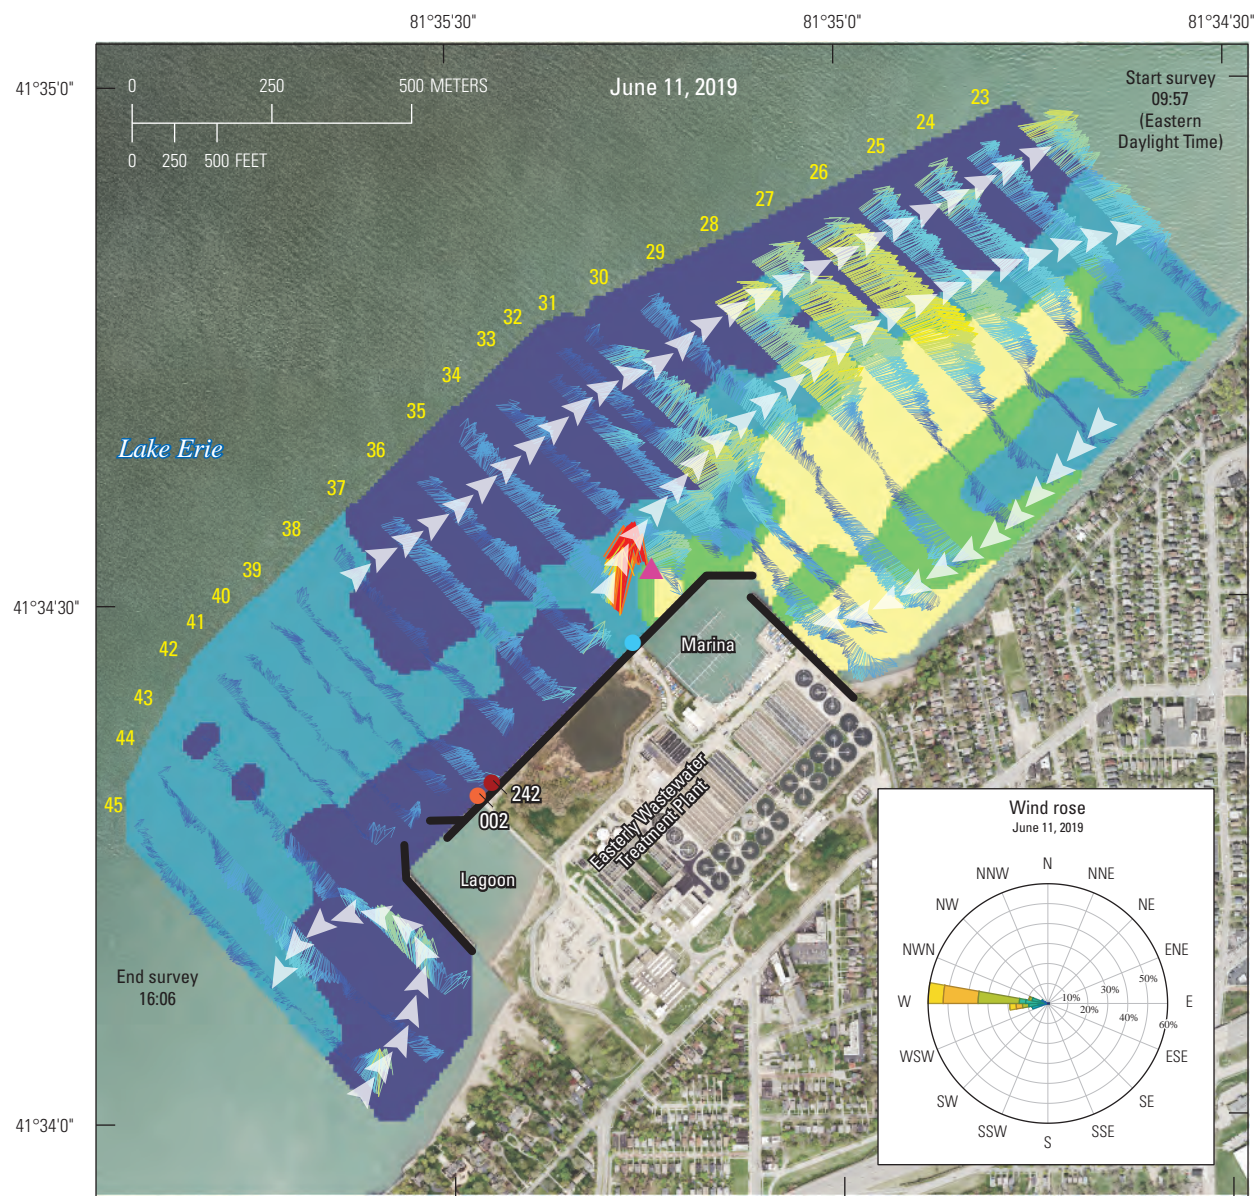 81°35'30"
81°35'0"
81°34'30"
41°35'0"
41°34'30"
41°34'0"
0 250 500 METERS
0 250 500 FEET
June 11, 2019
Start survey
09:57
(Eastern
Daylight Time)
23
24
25
26
27
28
29
30
31
32
33
34
35
36
37
38
39
40
41
42
43
44
45
Lake Erie
Marina
242
002
Easterly Wastewater
Treatment Plant
Lagoon
End survey
16:06
Wind rose
June 11, 2019
N
NNE
NE
ENE
E
ESE
SE
SSE
S
SSW
SW
WSW
W
NWN
NW
NNW
10%
20%
30%
40%
50%
60%